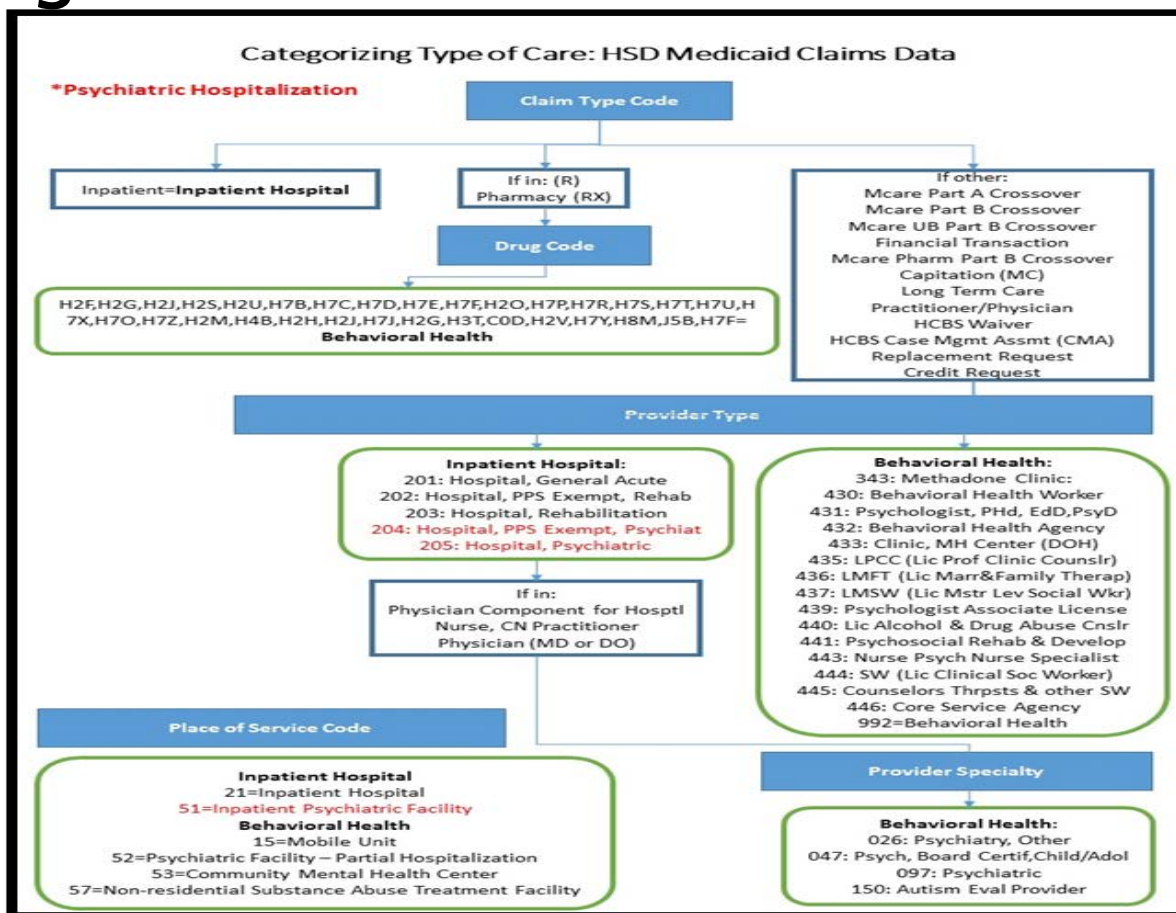 Categorizing Type of Care: HSD Medicaid Claims Data
*Psychiatric Hospitalization
Claim Type Code
Inpatient=Inpatient Hospital
If in: (R)
Pharmacy (RX)
If other:
Mcare Part A Crossover
Mcare Part B Crossover
Mcare UB Part B Crossover
Financial Transaction
Mcare Pharm Part B Crossover
Capitation (MC)
Long Term Care
Practitioner/Physician
HCBS Waiver
HCBS Case Mgmt Assmt (CMA)
Replacement Request
Credit Request
Drug Code
H2F,H2G,H2J,H2S,H2U,H7B,H7C,H7D,H7E,H7F,H2O,H7P,H7R,H7S,H7T,H7U,H
7X,H7O,H7Z,H2M,H4B,H2H,H2J,H7J,H2G,H3T,C0D,H2V,H7Y,H8M,J5B,H7F=
Behavioral Health
Provider Type
Inpatient Hospital:
201: Hospital, General Acute
202: Hospital, PPS Exempt, Rehab
203: Hospital, Rehabilitation
204: Hospital, PPS Exempt, Psychiat
205: Hospital, Psychiatric
Behavioral Health:
343: Methadone Clinic:
430: Behavioral Health Worker
431: Psychologist, PHd, EdD,PsyD
432: Behavioral Health Agency
433: Clinic, MH Center (DOH)
435: LPCC (Lic Prof Clinic Counslr)
436: LMFT (Lic Marr&Family Therap)
437: LMSW (Lic Mstr Lev Social Wkr)
439: Psychologist Associate License
440: Lic Alcohol & Drug Abuse Cnslr
441: Psychosocial Rehab & Develop
443: Nurse Psych Nurse Specialist
444: SW (Lic Clinical Soc Worker)
445: Counselors Thrpsts & other SW
446: Core Service Agency
992=Behavioral Health
If in:
Physician Component for Hosptl
Nurse, CN Practitioner
Physician (MD or DO)
Place of Service Code
Inpatient Hospital
21=Inpatient Hospital
51=Inpatient Psychiatric Facility
Behavioral Health
15=Mobile Unit
52=Psychiatric Facility – Partial Hospitalization
53=Community Mental Health Center
57=Non-residential Substance Abuse Treatment Facility
Provider Specialty
Behavioral Health:
026: Psychiatry, Other
047: Psych, Board Certif,Child/Adol
097: Psychiatric
150: Autism Eval Provider